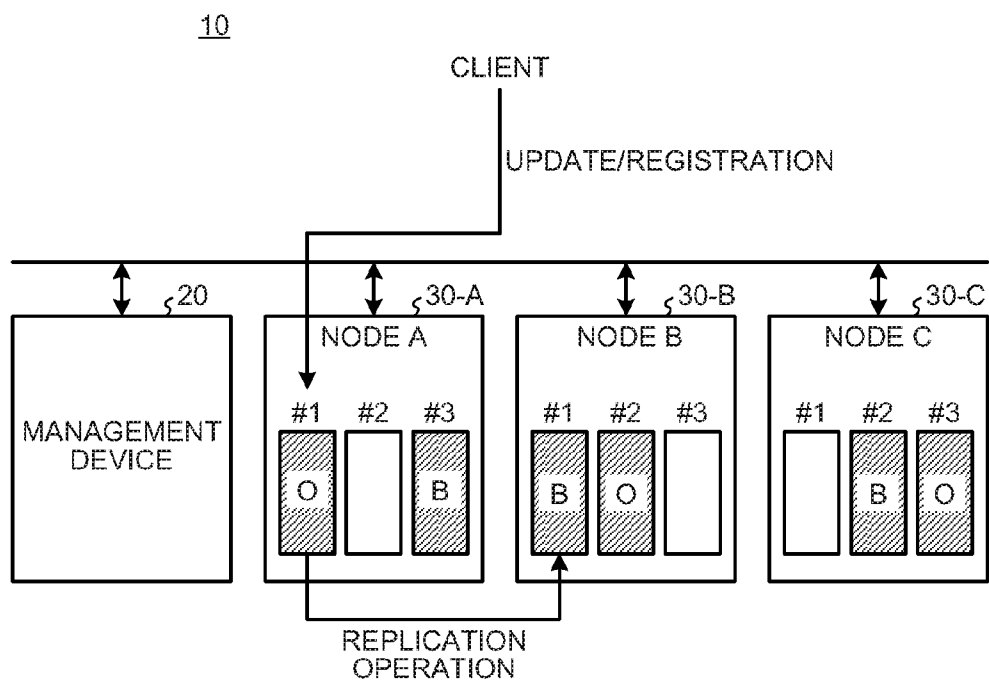 10
CLIENT
UPDATE/REGISTRATION
20
30-A
30-B
30-C
MANAGEMENT
DEVICE
NODE A
#1 #2 #3
O B
NODE B
#1 #2 #3
B O
NODE C
#1 #2 #3
B O
REPLICATION
OPERATION